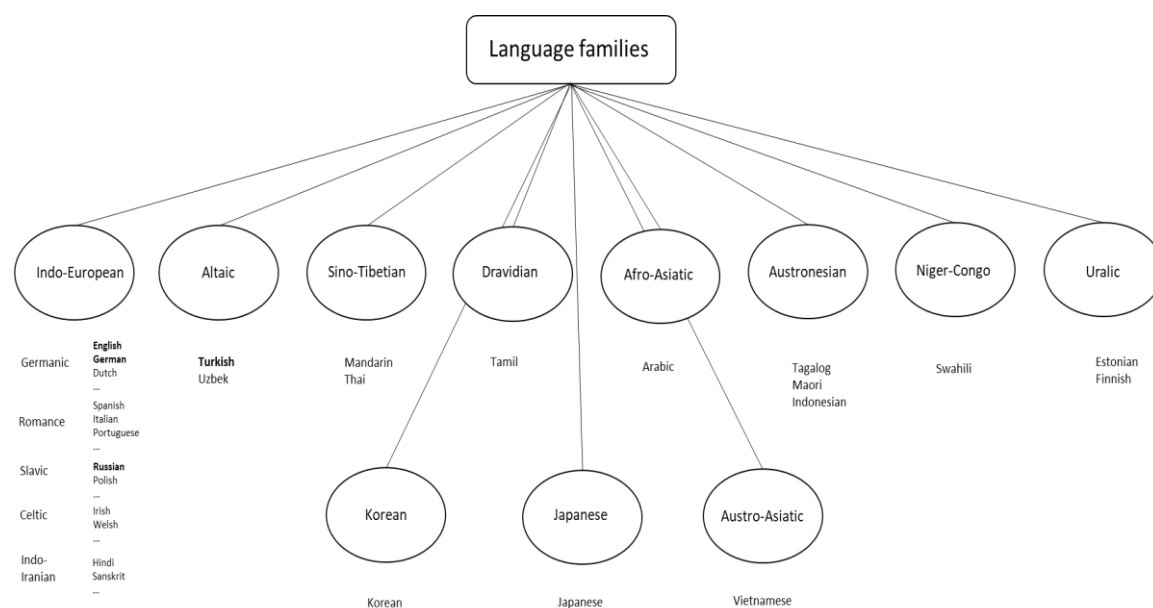 Language families
Indo-European
Altaic
Sino-Tibetian
Dravidian
Afro-Asiatic
Austronesian
Niger-Congo
Uralic
Germanic
English
German
Dutch
...
Romance
Spanish
Italian
Portuguese
...
Slavic
Russian
Polish
...
Celtic
Irish
Welsh
...
Indo-
Iranian
Hindi
Sanskrit
...
Turkish
Uzbek
Mandarin
Thai
Tamil
Arabic
Tagalog
Maori
Indonesian
Swahili
Estonian
Finnish
Korean
Japanese
Austro-Asiatic
Korean
Japanese
Vietnamese